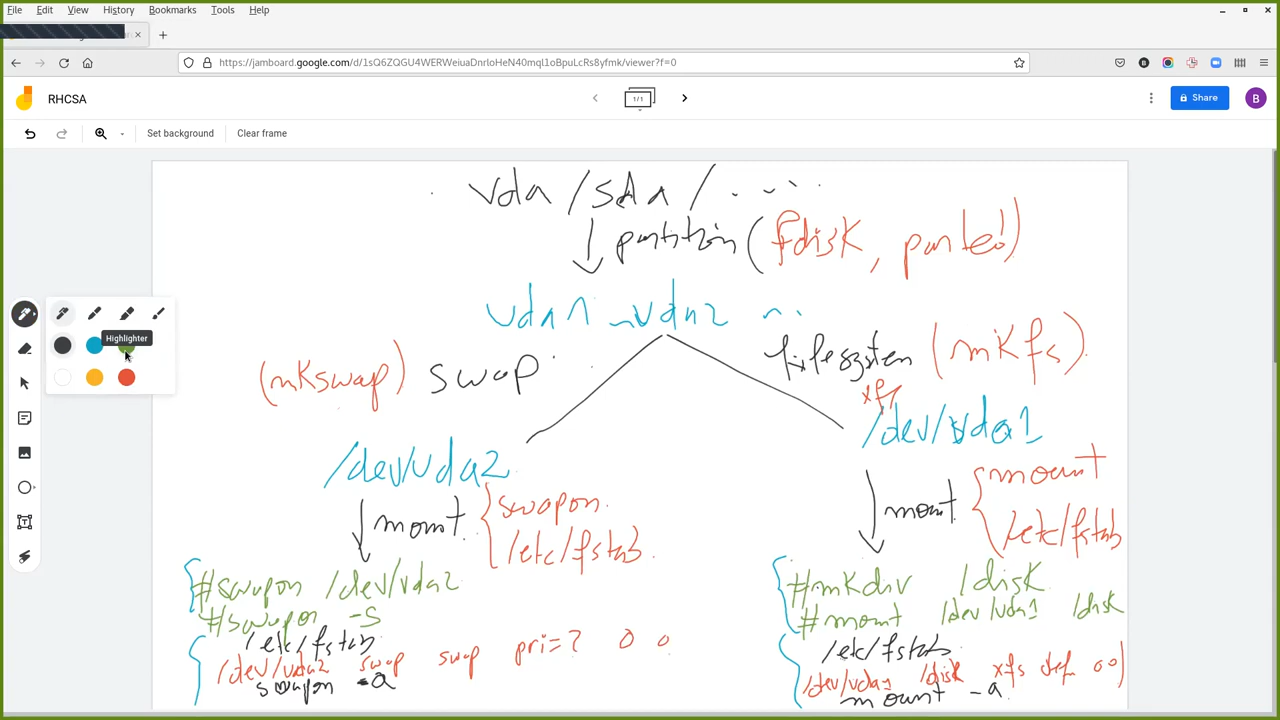 File Edit View History Bookmarks Tools Help
https://jamboard.google.com/d/1sQ6ZQGU4WERWeiuaDnrIoHeN40mql1oBpuLcRs8yfmk/viewer?f=0
RHCSA
1/1
Share
B
Set background
Clear frame
vda / sda / ....
partition (fdisk, parted)
vda1 vda2 ...
(mkswap) swap
filesystem (mkfs)
xfs
Highlighter
/dev/vda2
/dev/vda1
mount { swapon
/etc/fstab
mount { mount
/etc/fstab
#swapon /dev/vda2
#swapon -s
/etc/fstab
/dev/vda2 swap swap pri=? 0 0
swapon -a
#mkdir /disk
#mount /dev/vda1 /disk
/etc/fstab
/dev/vda1 /disk xfs def 0 0
mount -a